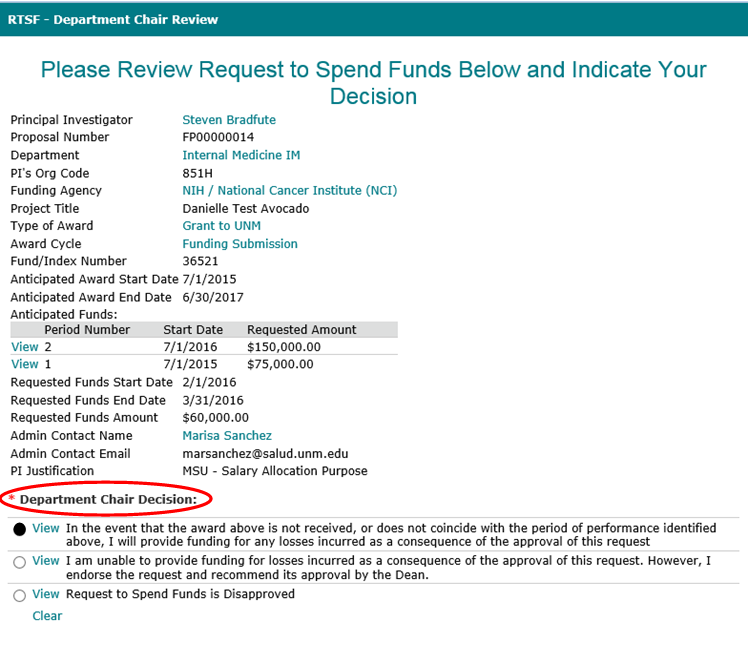 RTSF - Department Chair Review
Please Review Request to Spend Funds Below and Indicate Your
Decision
Principal Investigator Steven Bradfute
Proposal Number FP00000014
Department Internal Medicine IM
PI's Org Code 851H
Funding Agency NIH / National Cancer Institute (NCI)
Project Title Danielle Test Avocado
Type of Award Grant to UNM
Award Cycle Funding Submission
Fund/Index Number 36521
Anticipated Award Start Date 7/1/2015
Anticipated Award End Date 6/30/2017
Anticipated Funds:
Period Number Start Date Requested Amount
View 2 7/1/2016 $150,000.00
View 1 7/1/2015 $75,000.00
Requested Funds Start Date 2/1/2016
Requested Funds End Date 3/31/2016
Requested Funds Amount $60,000.00
Admin Contact Name Marisa Sanchez
Admin Contact Email marsanchez@salud.unm.edu
PI Justification MSU - Salary Allocation Purpose
* Department Chair Decision:
View In the event that the award above is not received, or does not coincide with the period of performance identified
above, I will provide funding for any losses incurred as a consequence of the approval of this request
View I am unable to provide funding for losses incurred as a consequence of the approval of this request. However, I
endorse the request and recommend its approval by the Dean.
View Request to Spend Funds is Disapproved
Clear